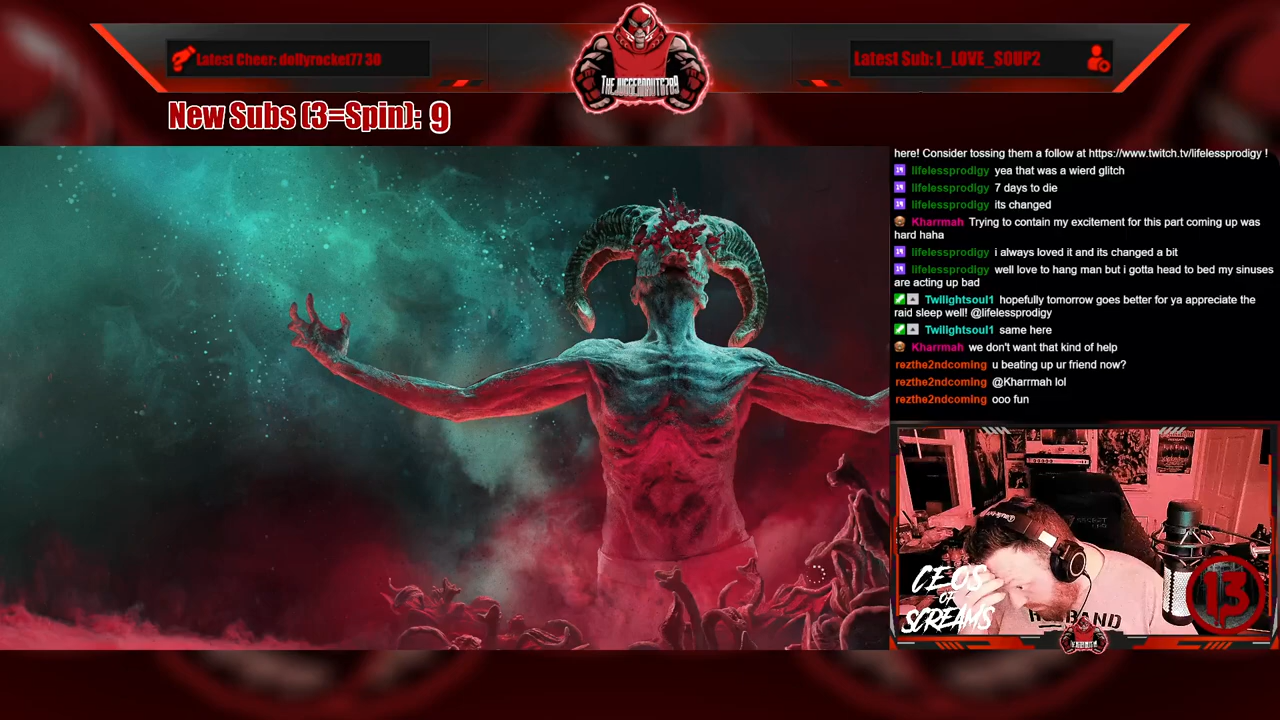 Latest Cheer: dollyrocket77 30
THEJUGGERNAUT6789
Latest Sub: I_LOVE_SOUP2
New Subs (3=Spin): 9
here! Consider tossing them a follow at https://www.twitch.tv/lifelessprodigy !
lifelessprodigy yea that was a wierd glitch
lifelessprodigy 7 days to die
lifelessprodigy its changed
Kharrmah Trying to contain my excitement for this part coming up was
hard haha
lifelessprodigy i always loved it and its changed a bit
lifelessprodigy well love to hang man but i gotta head to bed my sinuses
are acting up bad
Twilightsoul1 hopefully tomorrow goes better for ya appreciate the
raid sleep well! @lifelessprodigy
Twilightsoul1 same here
Kharrmah we don't want that kind of help
rezthe2ndcoming u beating up ur friend now?
rezthe2ndcoming @Kharrmah lol
rezthe2ndcoming ooo fun
CEOS
OF
SCREAMS
HUSBAND
13